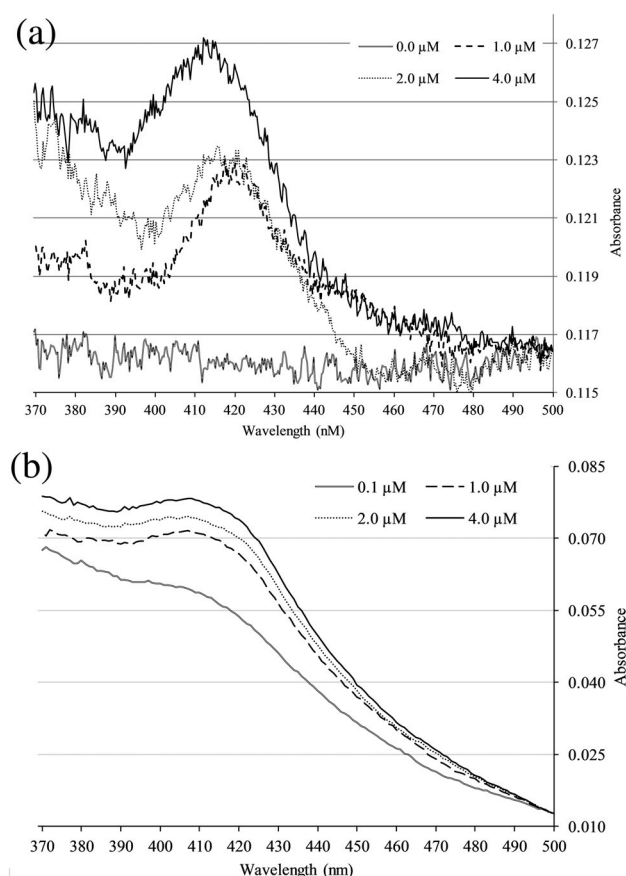 (a)
0.0 µM 1.0 µM
2.0 µM 4.0 µM
0.127
0.125
0.123
0.121
0.119
0.117
0.115
Absorbance
370 380 390 400 410 420 430 440 450 460 470 480 490 500
Wavelength (nM)
(b)
0.1 µM 1.0 µM
2.0 µM 4.0 µM
0.085
0.070
0.055
0.040
0.025
0.010
Absorbance
370 380 390 400 410 420 430 440 450 460 470 480 490 500
Wavelength (nm)